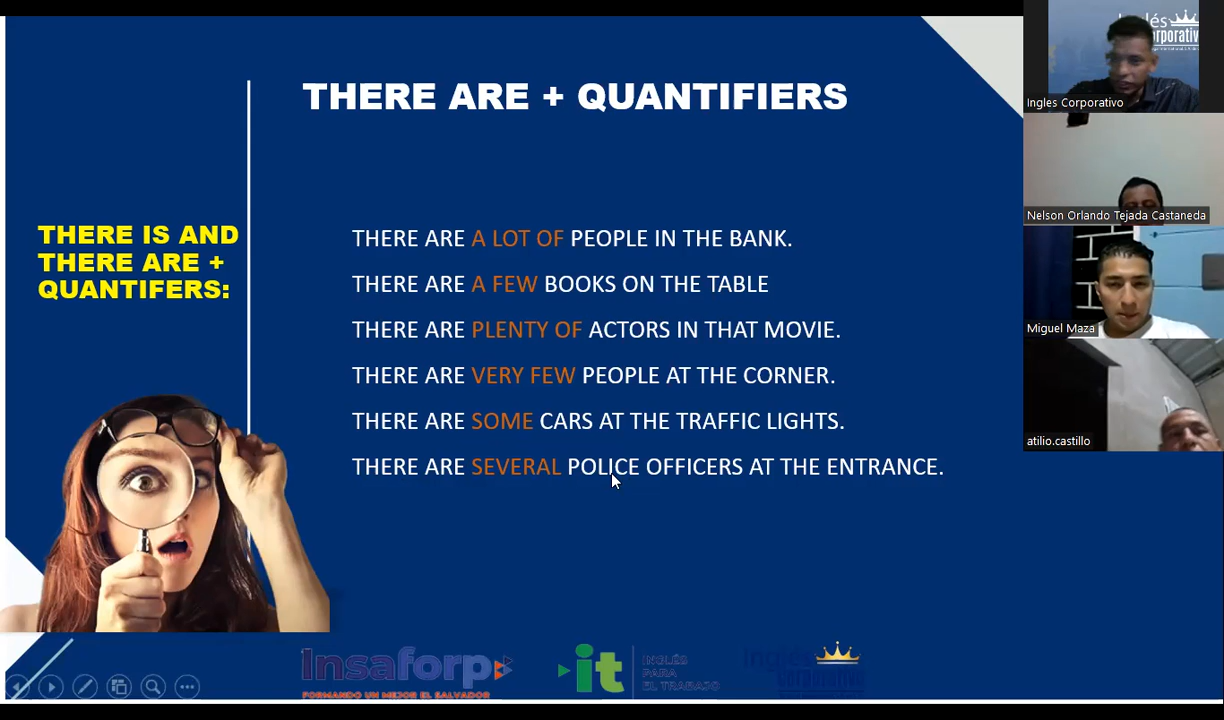 THERE ARE + QUANTIFIERS
THERE IS AND
THERE ARE +
QUANTIFERS:
THERE ARE A LOT OF PEOPLE IN THE BANK.
THERE ARE A FEW BOOKS ON THE TABLE
THERE ARE PLENTY OF ACTORS IN THAT MOVIE.
THERE ARE VERY FEW PEOPLE AT THE CORNER.
THERE ARE SOME CARS AT THE TRAFFIC LIGHTS.
THERE ARE SEVERAL POLICE OFFICERS AT THE ENTRANCE.
Insaforp
FORMANDO UN MEJOR EL SALVADOR
it
INGLÉS
PARA
EL TRABAJO
Inglés
Corporativo
Ingles Corporativo
Nelson Orlando Tejada Castaneda
Miguel Maza
atilio.castillo